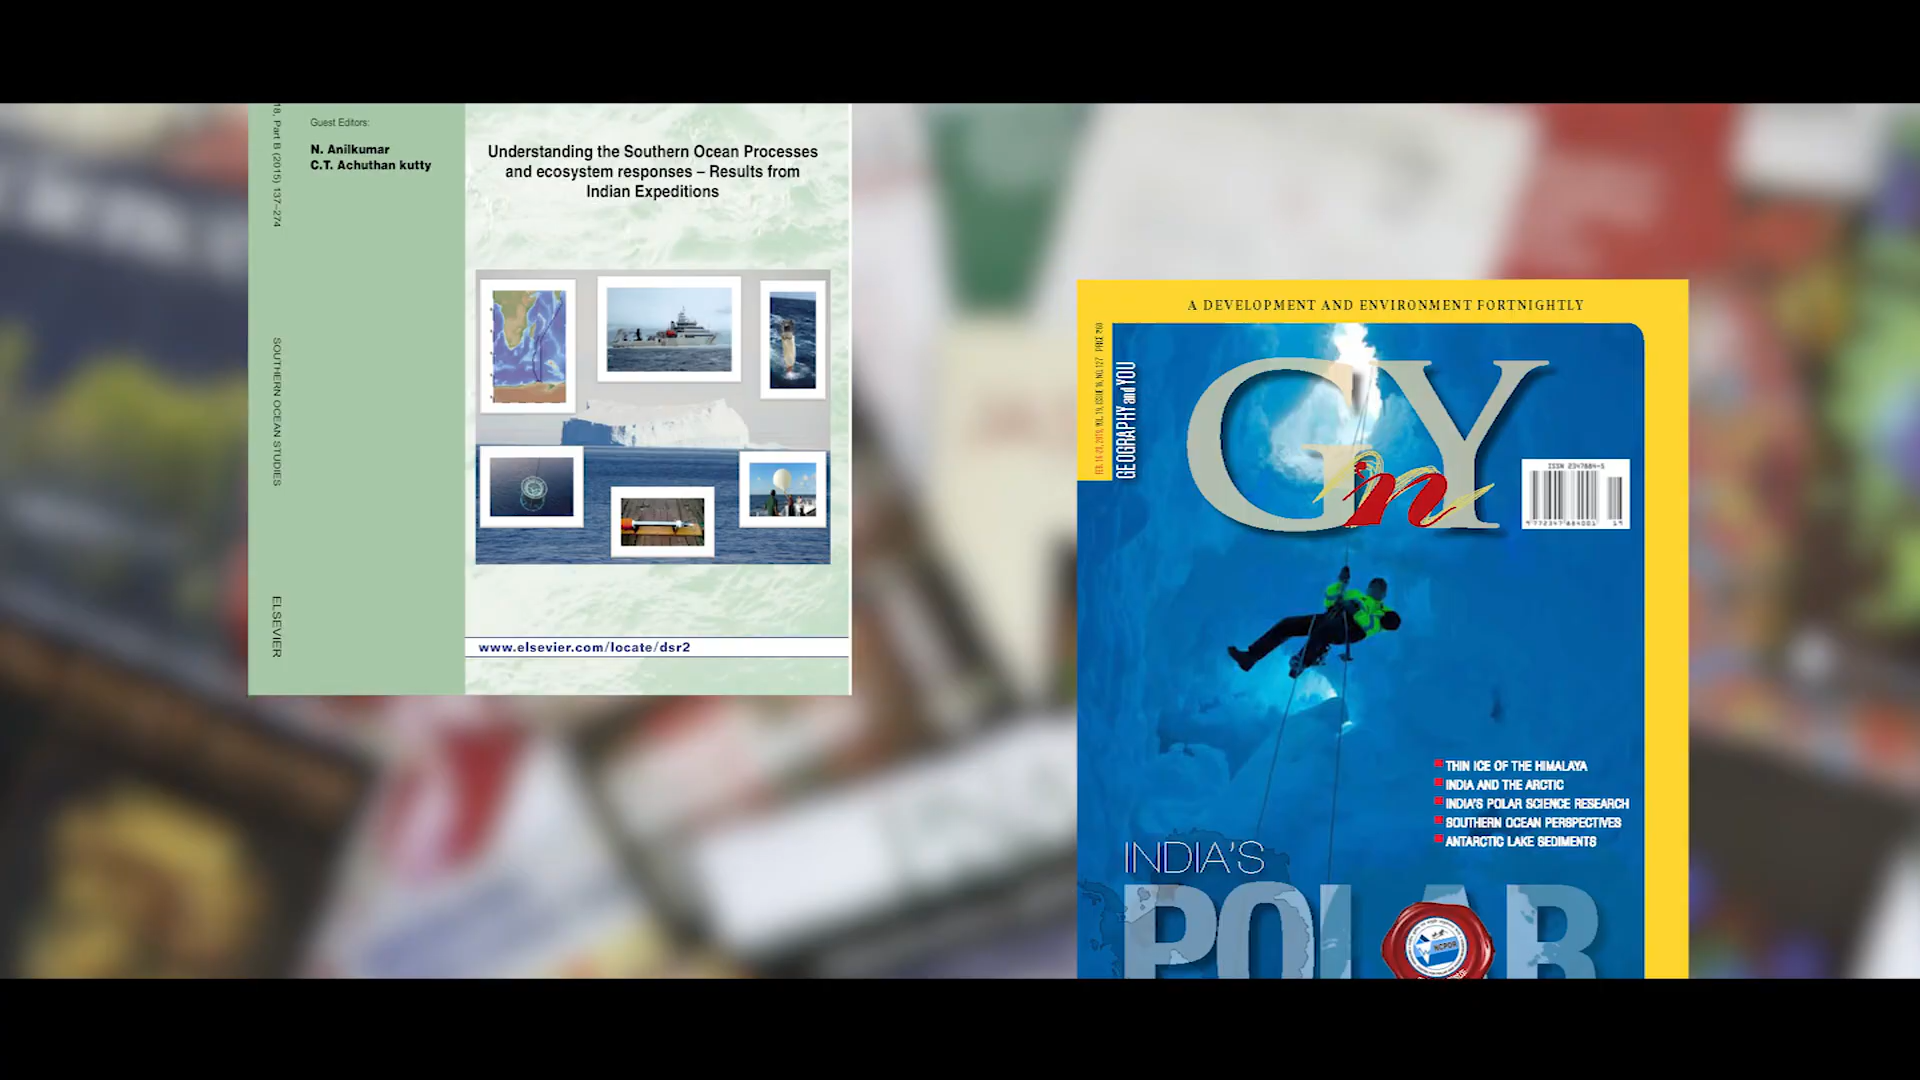 18, Part B (2015) 137–274
SOUTHERN OCEAN STUDIES
ELSEVIER
Guest Editors:
N. Anilkumar
C.T. Achuthan kutty
Understanding the Southern Ocean Processes
and ecosystem responses – Results from
Indian Expeditions
www.elsevier.com/locate/dsr2
A DEVELOPMENT AND ENVIRONMENT FORTNIGHTLY
GEOGRAPHY and YOU
GnY
THIN ICE OF THE HIMALAYA
INDIA AND THE ARCTIC
INDIA'S POLAR SCIENCE RESEARCH
SOUTHERN OCEAN PERSPECTIVES
ANTARCTIC LAKE SEDIMENTS
INDIA'S
POLAR
NCPOR